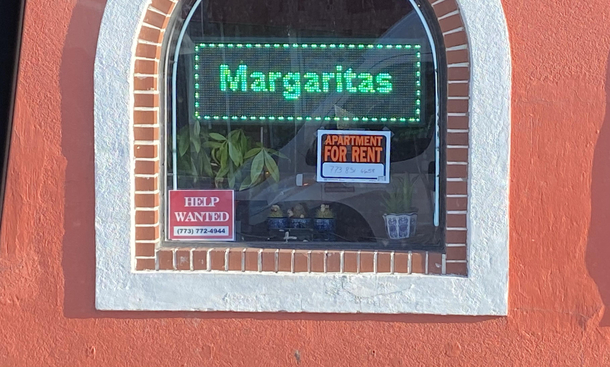 Margaritas
APARTMENT
FOR RENT
HELP
WANTED
(773) 772-4944